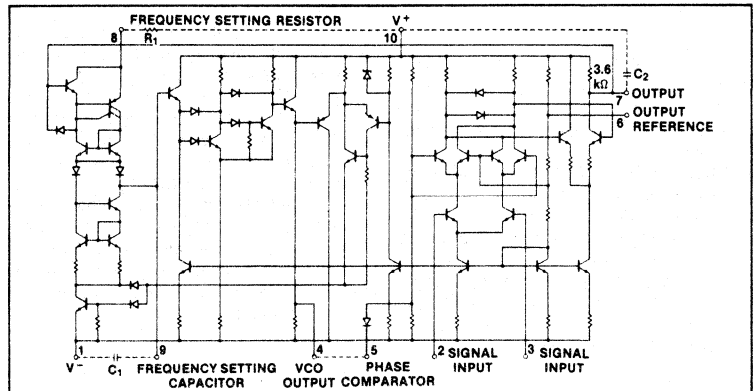 FREQUENCY SETTING RESISTOR
V+
8
R1
10
3.6
kΩ
C2
OUTPUT
7
OUTPUT
6
REFERENCE
1
9
4
5
2
3
V-
C1
FREQUENCY SETTING
CAPACITOR
VCO
OUTPUT
PHASE
COMPARATOR
SIGNAL
INPUT
SIGNAL
INPUT